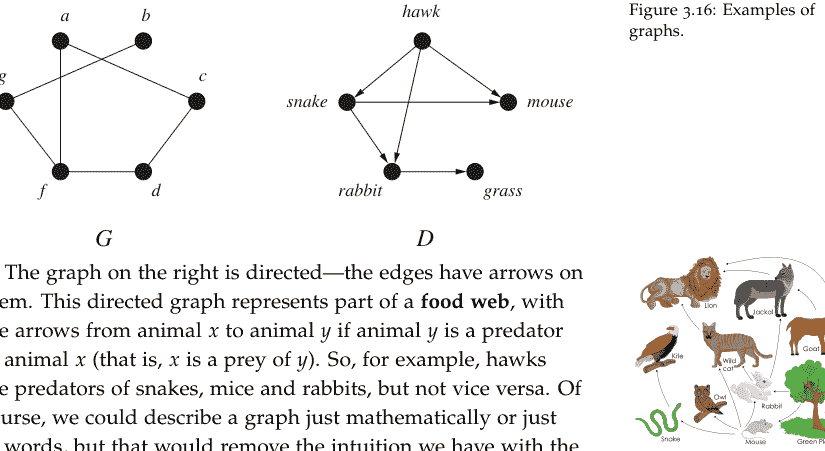 hawk
Figure 3.16: Examples of
graphs.
a
b
g
c
snake
mouse
f
d
rabbit
grass
G
D
The graph on the right is directed—the edges have arrows on
em. This directed graph represents part of a food web, with
e arrows from animal x to animal y if animal y is a predator
animal x (that is, x is a prey of y). So, for example, hawks
e predators of snakes, mice and rabbits, but not vice versa. Of
urse, we could describe a graph just mathematically or just
words, but that would remove the intuition we have with the
Lion
Jackal
Goat
Kite
Wild
cat
Owl
Rabbit
Snake
Mouse
Green Pl